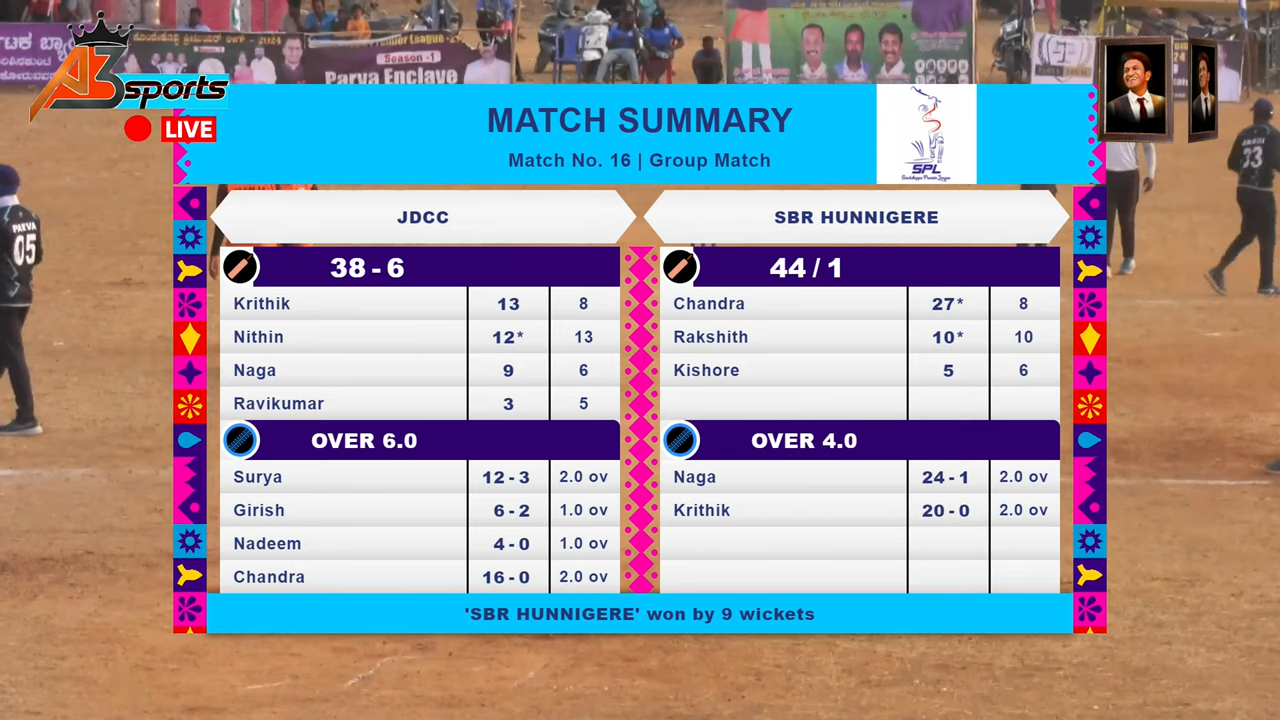 A3 sports
LIVE
Season-1
Parva Enclave
PARVA
05
33
MATCH SUMMARY
Match No. 16 | Group Match
SPL
JDCC
SBR HUNNIGERE
38 - 6
44 / 1
Krithik 13 8
Chandra 27* 8
Nithin 12* 13
Rakshith 10* 10
Naga 9 6
Kishore 5 6
Ravikumar 3 5
OVER 6.0
OVER 4.0
Surya 12 - 3 2.0 ov
Naga 24 - 1 2.0 ov
Girish 6 - 2 1.0 ov
Krithik 20 - 0 2.0 ov
Nadeem 4 - 0 1.0 ov
Chandra 16 - 0 2.0 ov
'SBR HUNNIGERE' won by 9 wickets